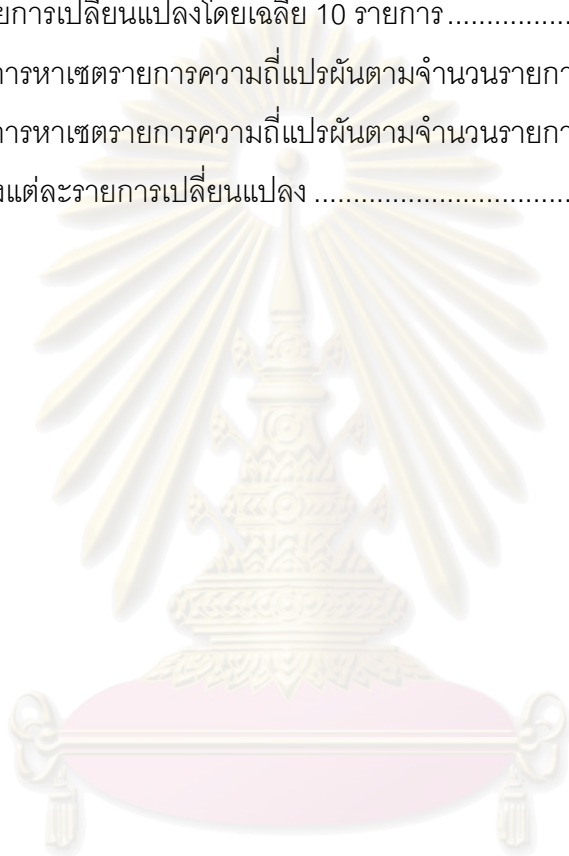 ยการเปลี่ยนแปลงโดยเฉลี่ย 10 รายการ................
การหาเซตรายการความถี่แปรผันตามจำนวนรายกา
การหาเซตรายการความถี่แปรผันตามจำนวนรายกา
งแต่ละรายการเปลี่ยนแปลง .................................